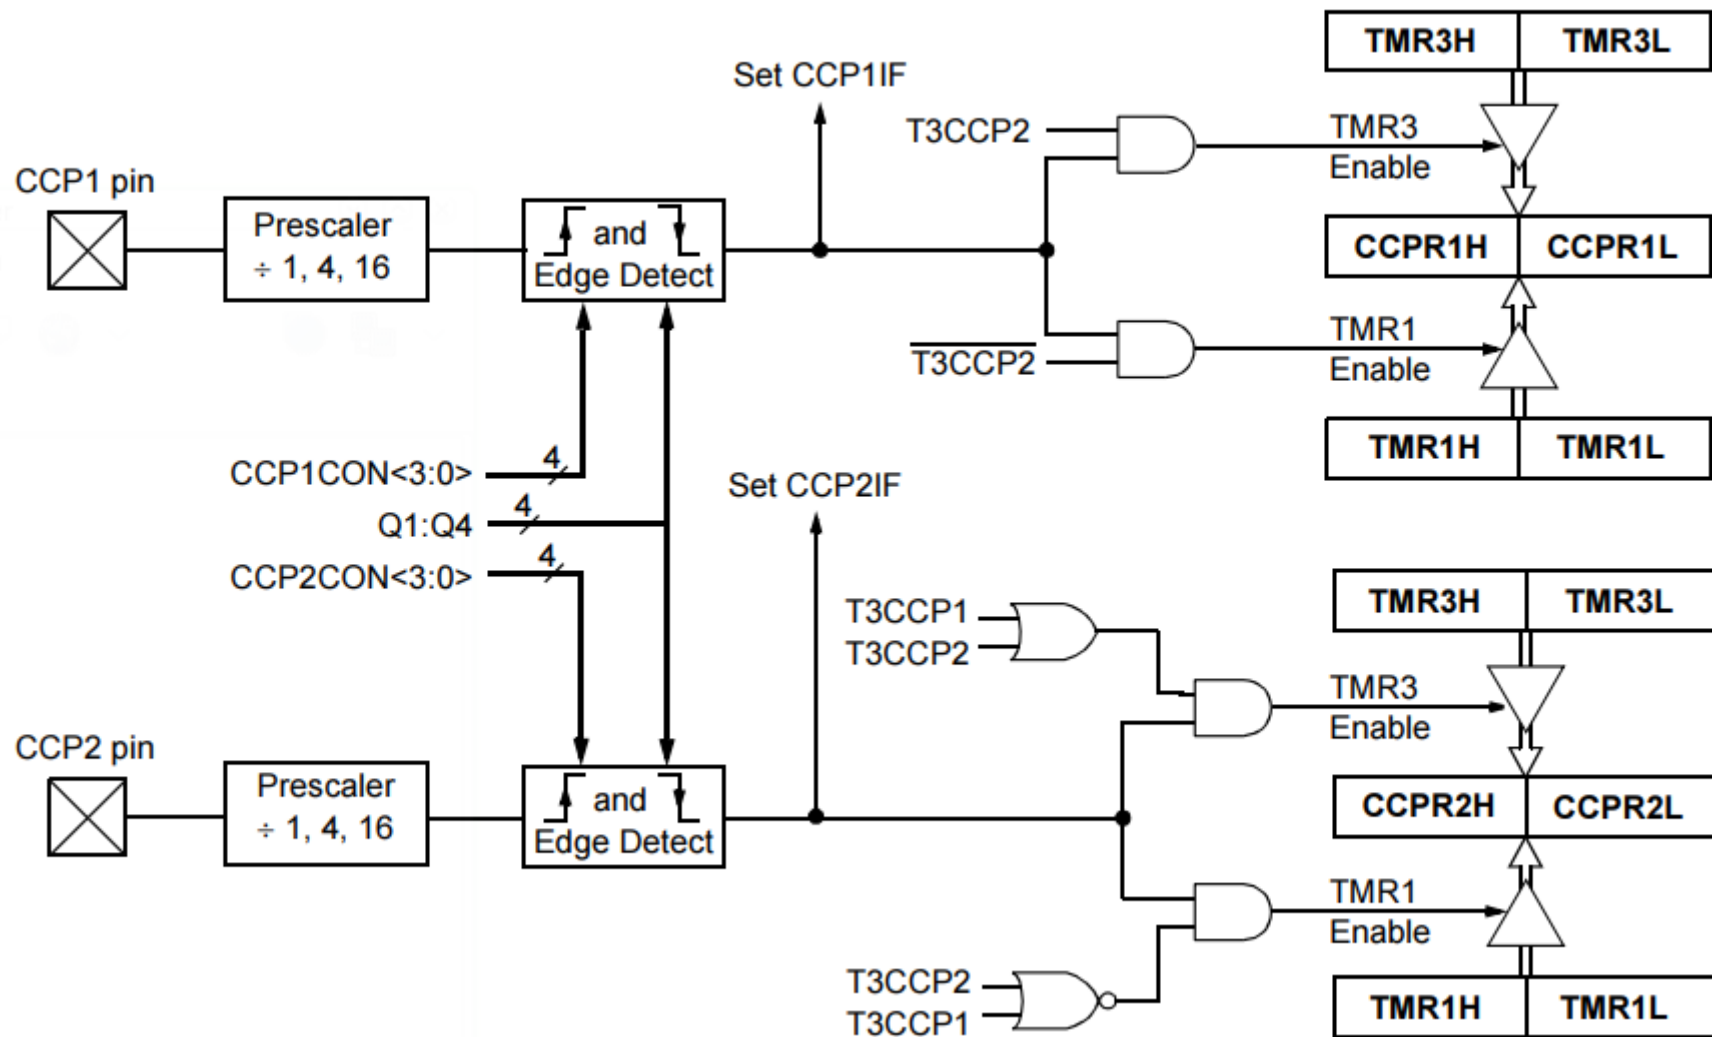 TMR3H TMR3L
Set CCP1IF
T3CCP2
TMR3
Enable
CCP1 pin
Prescaler
÷ 1, 4, 16
and
Edge Detect
CCPR1H CCPR1L
T3CCP2
TMR1
Enable
TMR1H TMR1L
CCP1CON<3:0>
4
Q1:Q4
4
CCP2CON<3:0>
4
Set CCP2IF
TMR3H TMR3L
T3CCP1
T3CCP2
TMR3
Enable
CCP2 pin
Prescaler
÷ 1, 4, 16
and
Edge Detect
CCPR2H CCPR2L
TMR1
Enable
T3CCP2
T3CCP1
TMR1H TMR1L